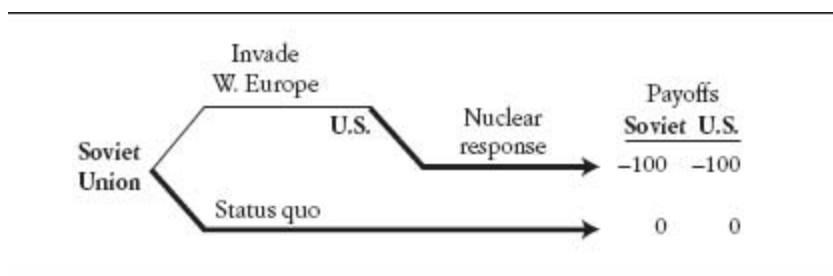 Invade
W. Europe
U.S.
Nuclear
response
Payoffs
Soviet U.S.
Soviet
Union
–100 –100
Status quo
0 0